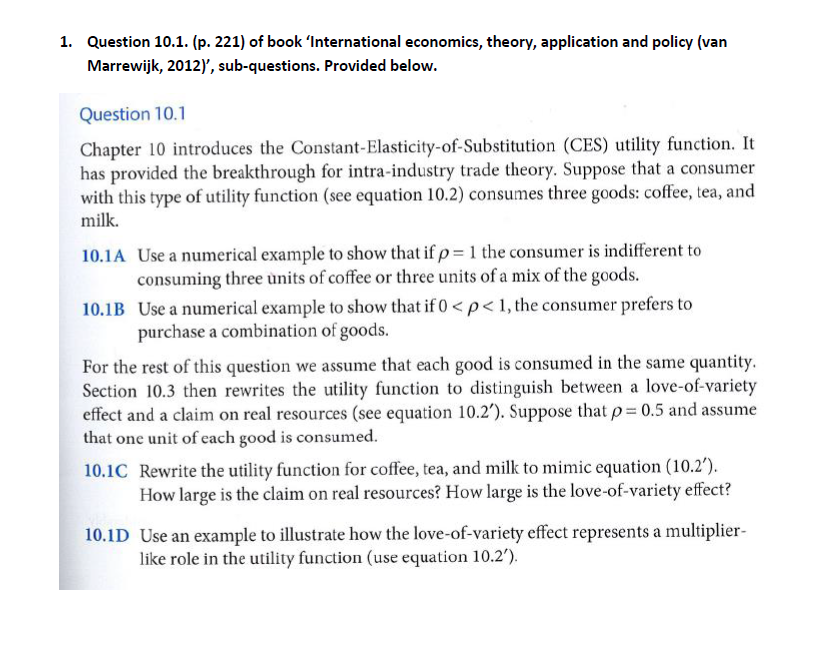 1. Question 10.1. (p. 221) of book ‘International economics, theory, application and policy (van
Marrewijk, 2012)’, sub-questions. Provided below.
Question 10.1
Chapter 10 introduces the Constant-Elasticity-of-Substitution (CES) utility function. It
has provided the breakthrough for intra-industry trade theory. Suppose that a consumer
with this type of utility function (see equation 10.2) consumes three goods: coffee, tea, and
milk.
10.1A Use a numerical example to show that if ρ = 1 the consumer is indifferent to
consuming three units of coffee or three units of a mix of the goods.
10.1B Use a numerical example to show that if 0 < ρ < 1, the consumer prefers to
purchase a combination of goods.
For the rest of this question we assume that each good is consumed in the same quantity.
Section 10.3 then rewrites the utility function to distinguish between a love-of-variety
effect and a claim on real resources (see equation 10.2′). Suppose that ρ = 0.5 and assume
that one unit of each good is consumed.
10.1C Rewrite the utility function for coffee, tea, and milk to mimic equation (10.2′).
How large is the claim on real resources? How large is the love-of-variety effect?
10.1D Use an example to illustrate how the love-of-variety effect represents a multiplier-
like role in the utility function (use equation 10.2′).